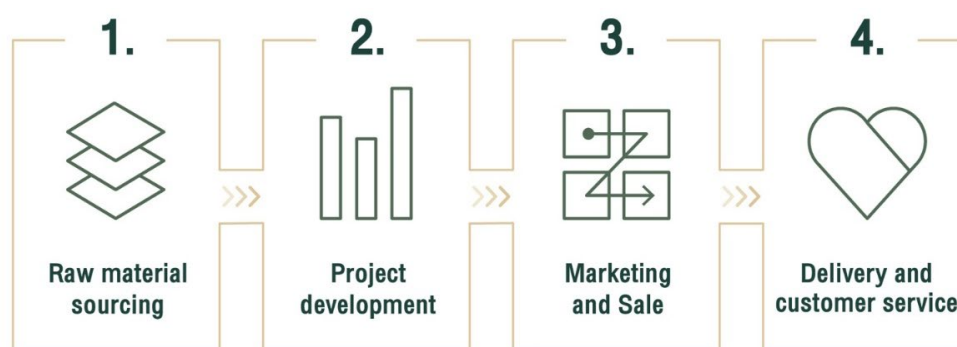 1.
2.
3.
4.
Raw material
sourcing
Project
development
Marketing
and Sale
Delivery and
customer service